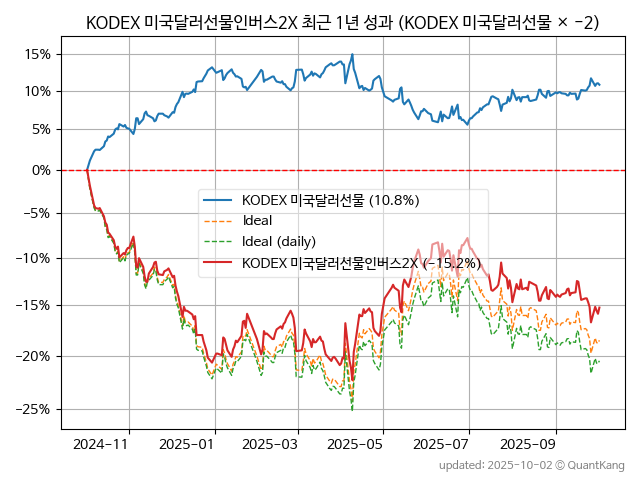 KODEX 미국달러선물인버스2X 최근 1년 성과 (KODEX 미국달러선물 × −2)
15%
10%
5%
0%
−5%
−10%
−15%
−20%
−25%
KODEX 미국달러선물 (10.8%)
Ideal
Ideal (daily)
KODEX 미국달러선물인버스2X (−15.2%)
2024−11
2025−01
2025−03
2025−05
2025−07
2025−09
updated: 2025-10-02 © QuantKang